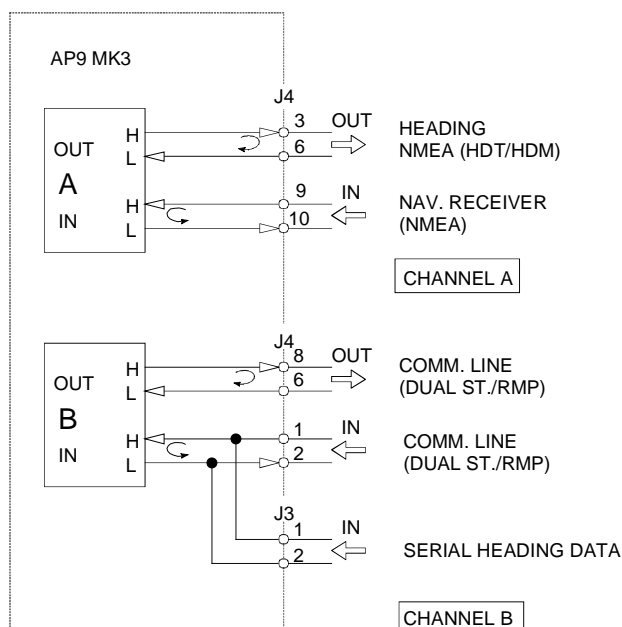 AP9 MK3
J4
3 OUT HEADING
H
6 NMEA (HDT/HDM)
OUT L
A
9 IN NAV. RECEIVER
H
10 (NMEA)
IN L
CHANNEL A
J4
8 OUT COMM. LINE
H
6 (DUAL ST./RMP)
OUT L
B
1 IN COMM. LINE
H
2 (DUAL ST./RMP)
IN L
J3
1 IN
2 SERIAL HEADING DATA
CHANNEL B